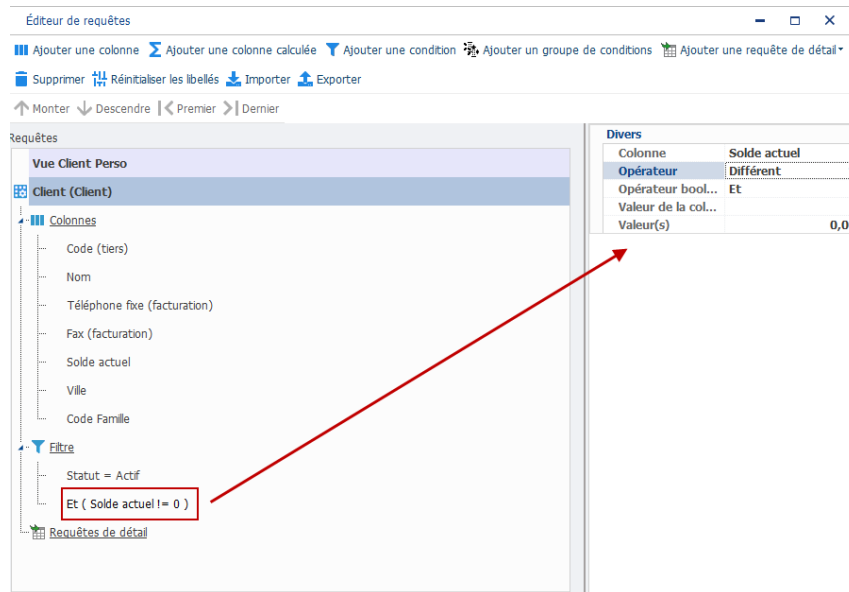 Éditeur de requêtes
Ajouter une colonne Ajouter une colonne calculée Ajouter une condition Ajouter un groupe de conditions Ajouter une requête de détail
Supprimer Réinitialiser les libellés Importer Exporter
Monter Descendre Premier Dernier
Requêtes
Vue Client Perso
Client (Client)
Colonnes
Code (tiers)
Nom
Téléphone fixe (facturation)
Fax (facturation)
Solde actuel
Ville
Code Famille
Filtre
Statut = Actif
Et ( Solde actuel != 0 )
Requêtes de détail
Divers
Colonne Solde actuel
Opérateur Différent
Opérateur bool... Et
Valeur de la col...
Valeur(s) 0,0